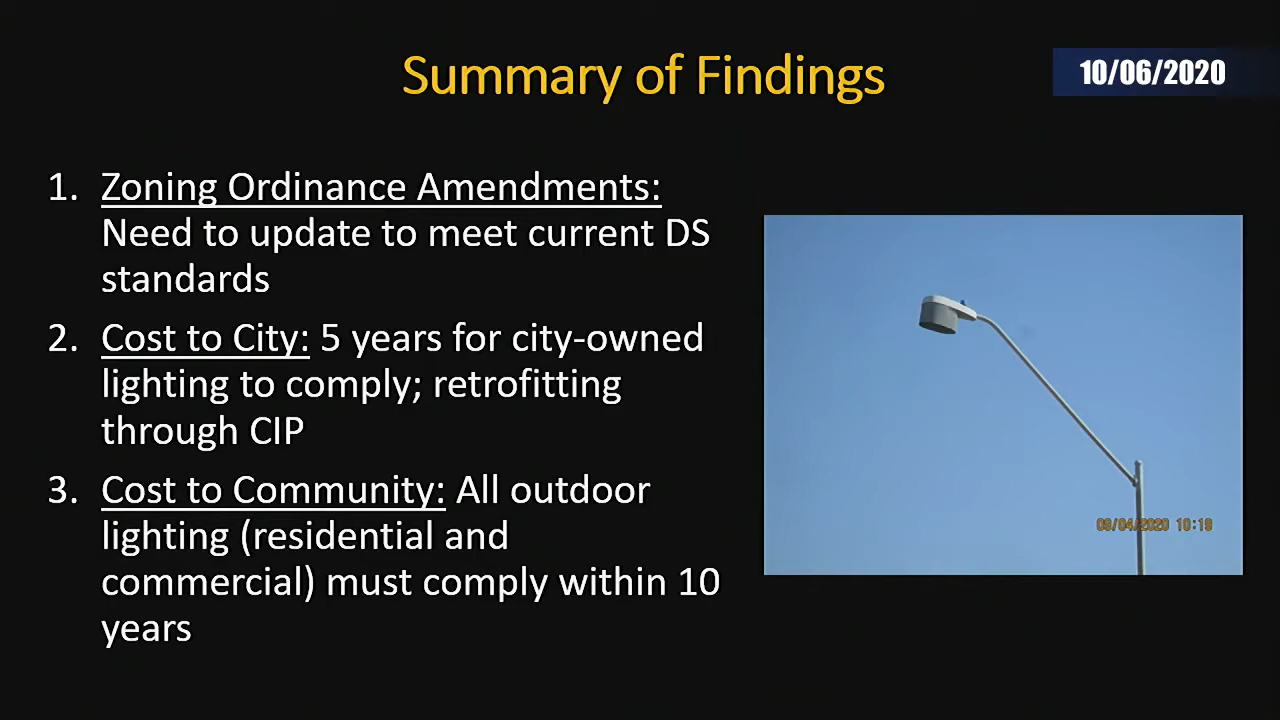 Summary of Findings
10/06/2020
1. Zoning Ordinance Amendments:
Need to update to meet current DS
standards
2. Cost to City: 5 years for city-owned
lighting to comply; retrofitting
through CIP
3. Cost to Community: All outdoor
lighting (residential and
commercial) must comply within 10
years
09/04/2020 10:19